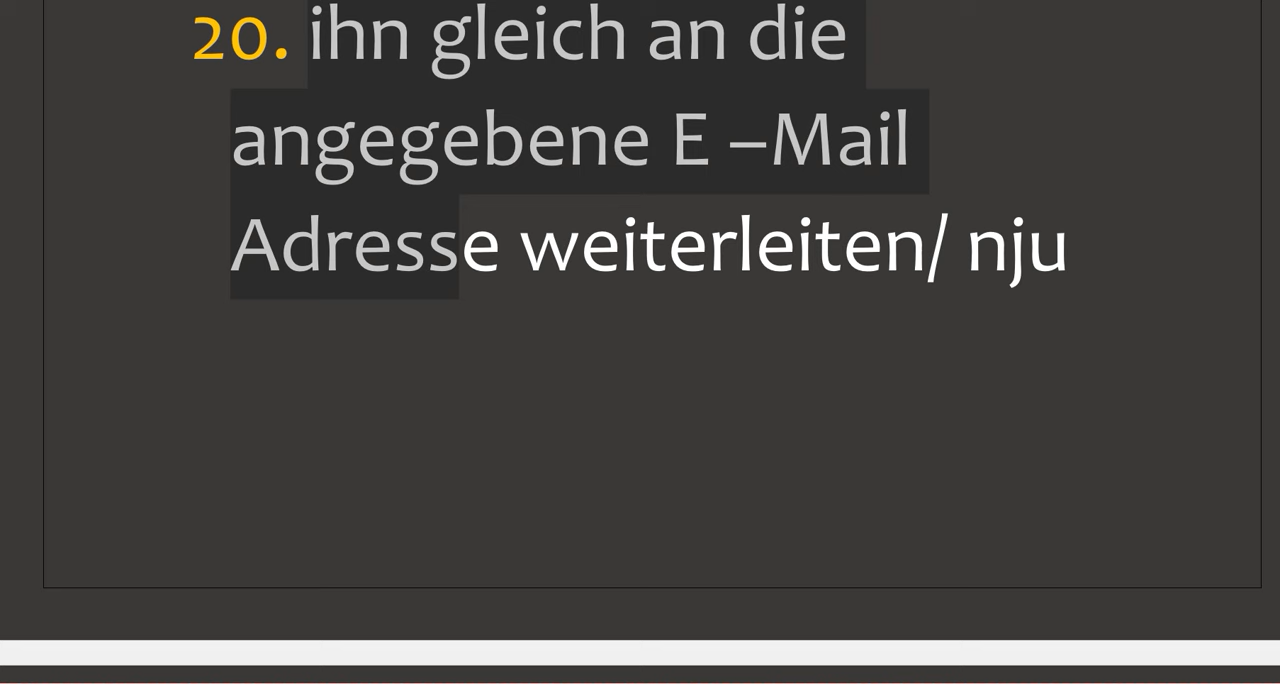 20. ihn gleich an die
angegebene E –Mail
Adresse weiterleiten/ nju